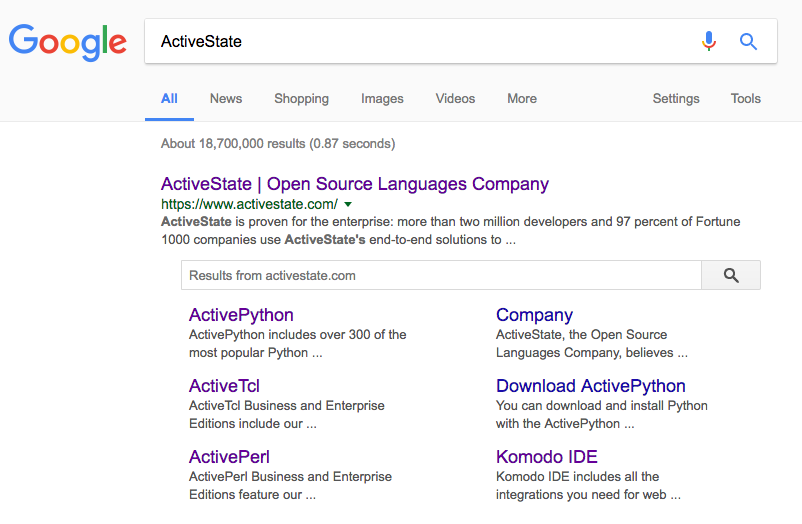 Google
ActiveState
All News Shopping Images Videos More Settings Tools
About 18,700,000 results (0.87 seconds)
ActiveState | Open Source Languages Company
https://www.activestate.com/
ActiveState is proven for the enterprise: more than two million developers and 97 percent of Fortune
1000 companies use ActiveState's end-to-end solutions to ...
Results from activestate.com
ActivePython
ActivePython includes over 300 of the
most popular Python ...
Company
ActiveState, the Open Source
Languages Company, believes ...
ActiveTcl
ActiveTcl Business and Enterprise
Editions include our ...
Download ActivePython
You can download and install Python
with the ActivePython ...
ActivePerl
ActivePerl Business and Enterprise
Editions feature our ...
Komodo IDE
Komodo IDE includes all the
integrations you need for web ...